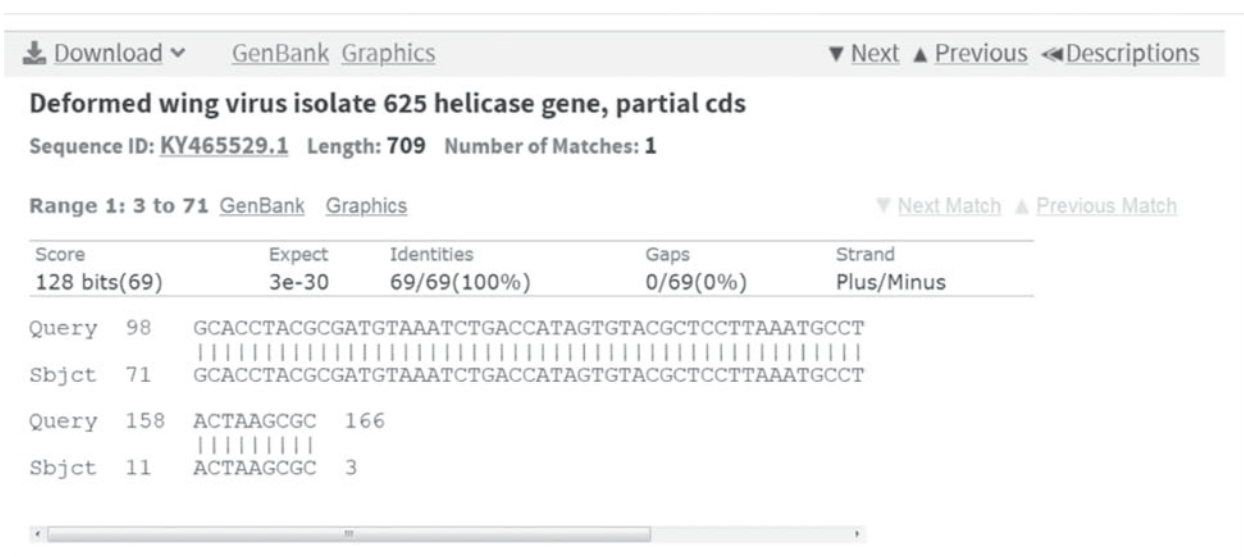 Download GenBank Graphics ▼ Next ▲ Previous ◀Descriptions
Deformed wing virus isolate 625 helicase gene, partial cds
Sequence ID: KY465529.1 Length: 709 Number of Matches: 1
Range 1: 3 to 71 GenBank Graphics ▼ Next Match ▲ Previous Match
Score Expect Identities Gaps Strand
128 bits(69) 3e-30 69/69(100%) 0/69(0%) Plus/Minus
Query 98 GCACCTACGCGATGTAAATCTGACCATAGTGTACGCTCCTTAAATGCCT
Sbjct 71 GCACCTACGCGATGTAAATCTGACCATAGTGTACGCTCCTTAAATGCCT
Query 158 ACTAAGCGC 166
Sbjct 11 ACTAAGCGC 3